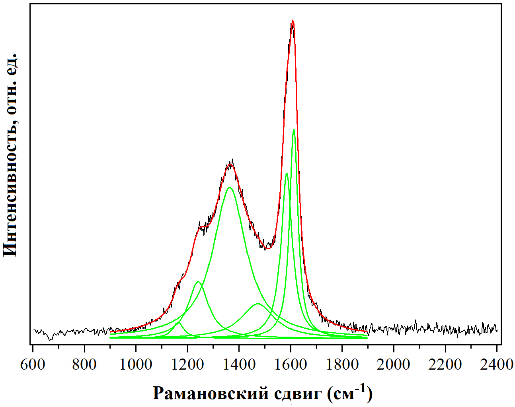 Интенсивность, отн. ед.
600 800 1000 1200 1400 1600 1800 2000 2200 2400
Рамановский сдвиг (см-1)